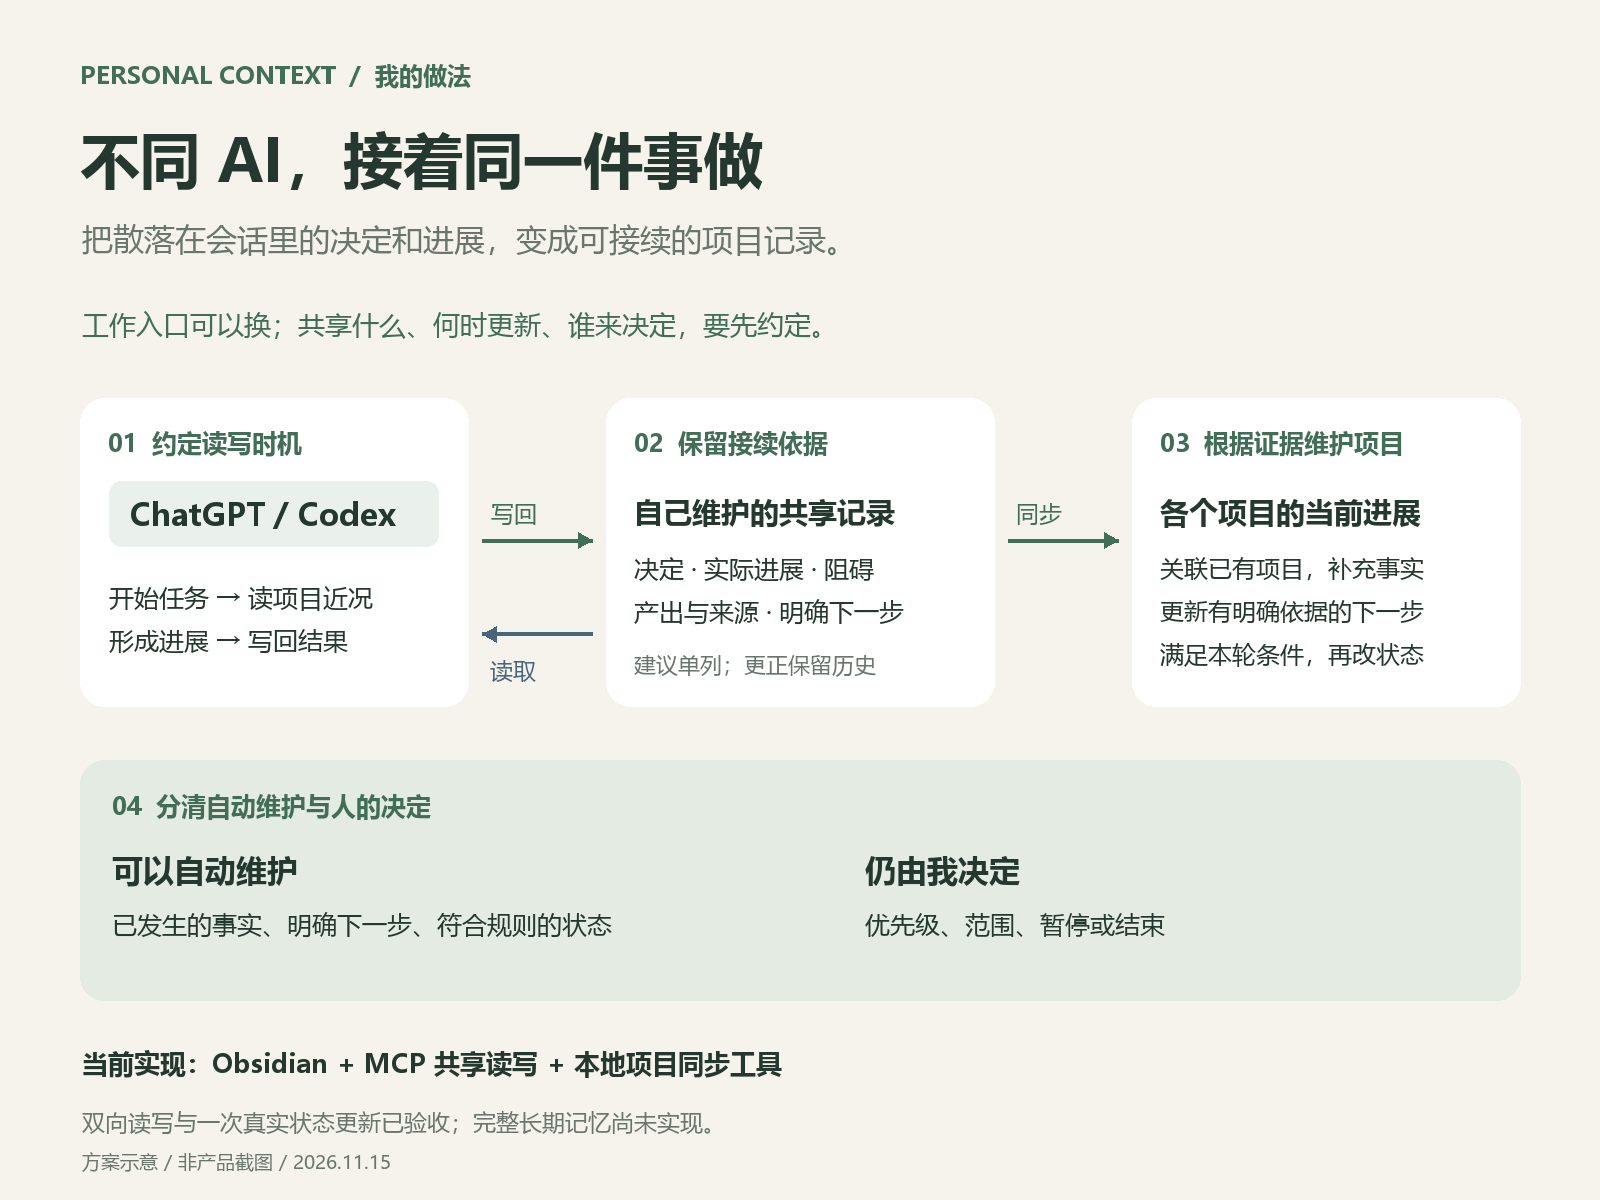 PERSONAL CONTEXT / 我的做法
不同 AI，接着同一件事做
把散落在会话里的决定和进展，变成可接续的项目记录。
工作入口可以换；共享什么、何时更新、谁来决定，要先约定。
01 约定读写时机
ChatGPT / Codex
开始任务 → 读项目近况
形成进展 → 写回结果
写回
读取
02 保留接续依据
自己维护的共享记录
决定 · 实际进展 · 阻碍
产出与来源 · 明确下一步
建议单列；更正保留历史
同步
03 根据证据维护项目
各个项目的当前进展
关联已有项目，补充事实
更新有明确依据的下一步
满足本轮条件，再改状态
04 分清自动维护与人的决定
可以自动维护
已发生的事实、明确下一步、符合规则的状态
仍由我决定
优先级、范围、暂停或结束
当前实现：Obsidian + MCP 共享读写 + 本地项目同步工具
双向读写与一次真实状态更新已验收；完整长期记忆尚未实现。
方案示意 / 非产品截图 / 2026.11.15